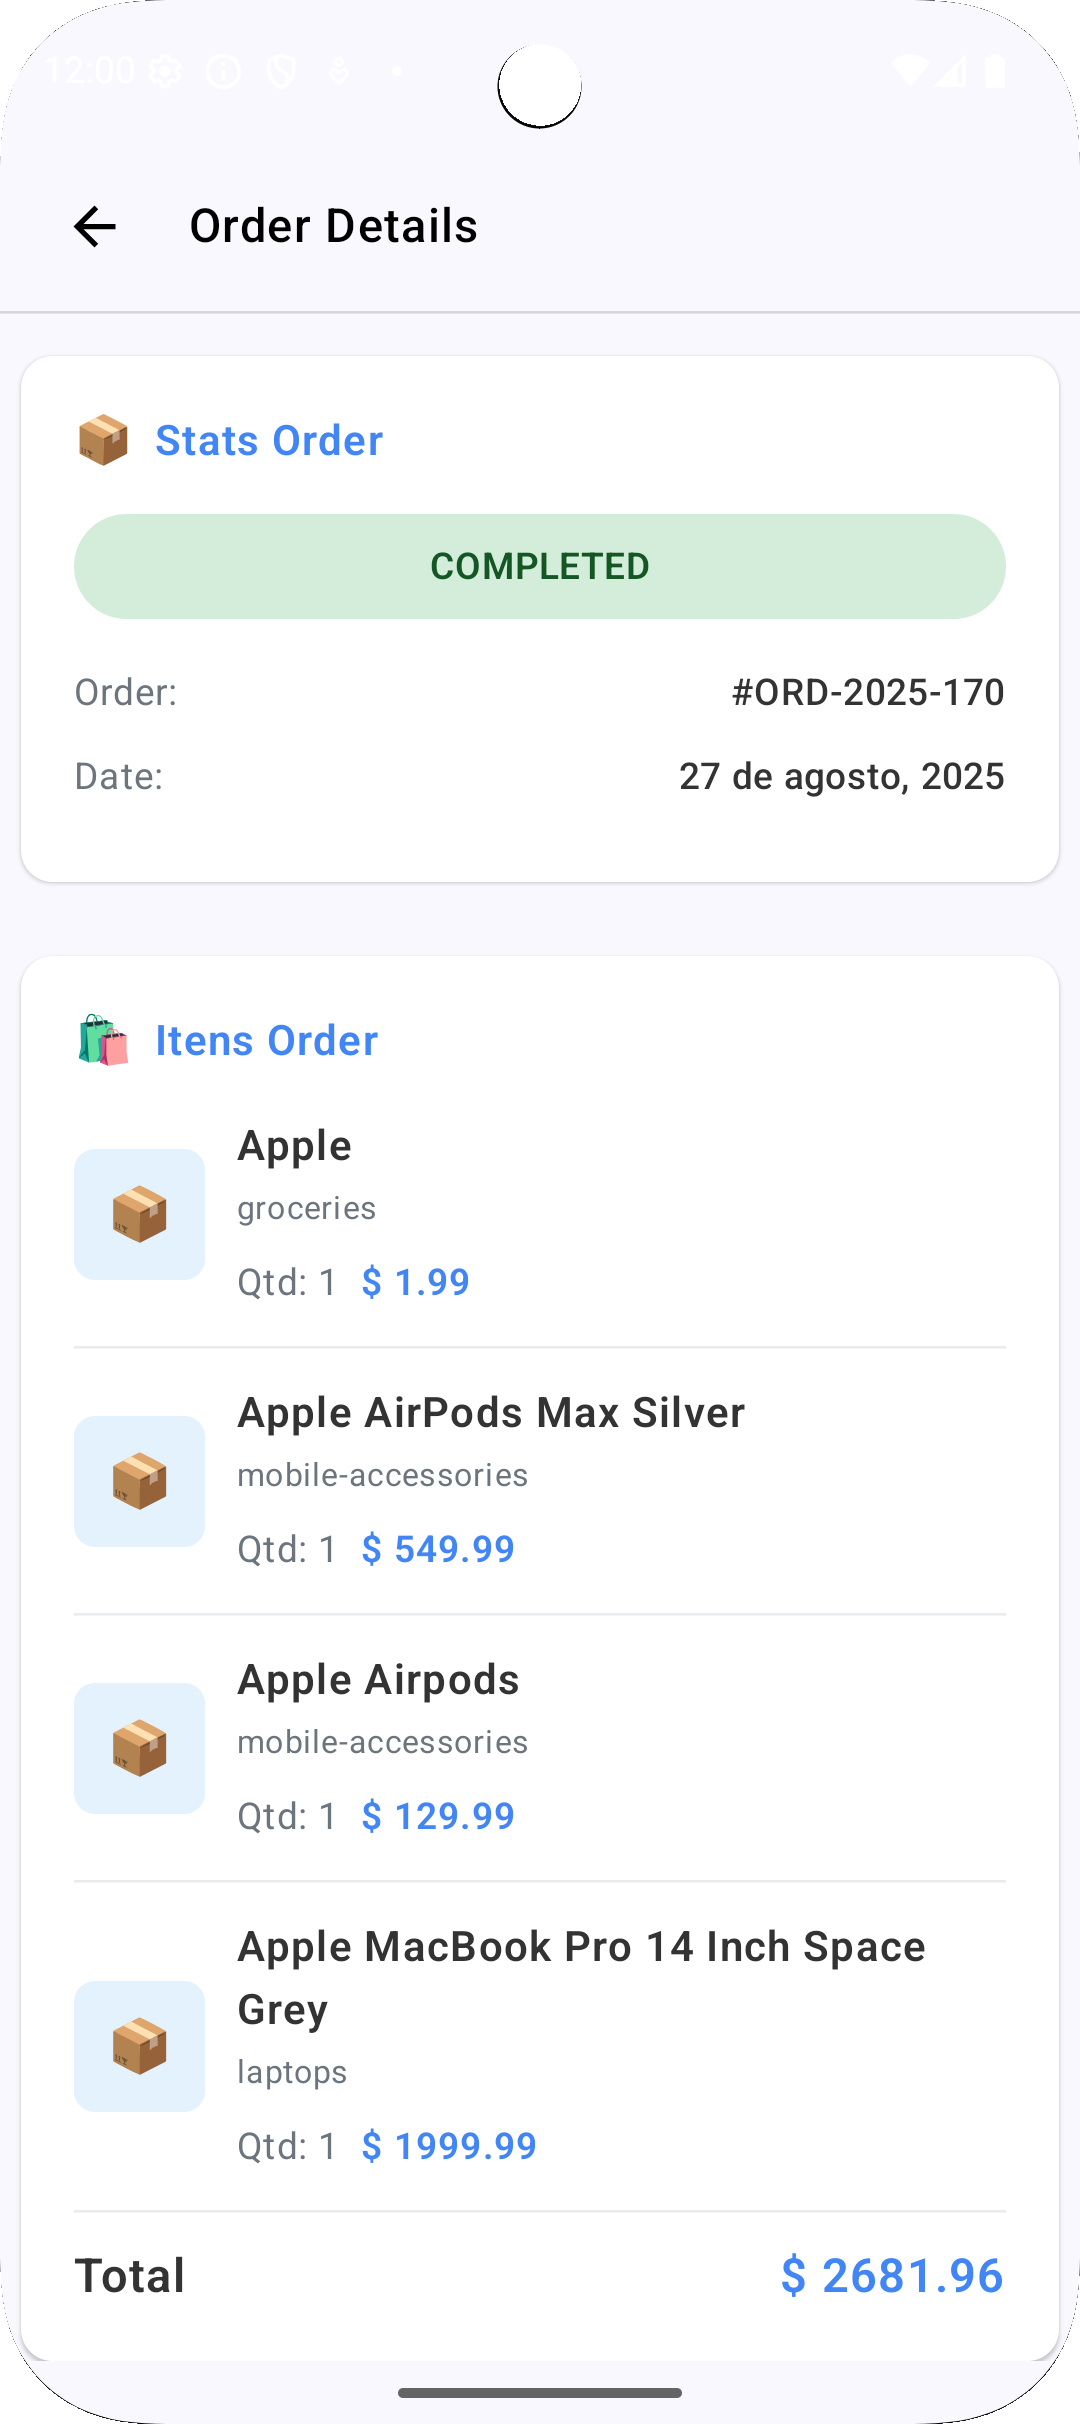 12:00
Order Details
Stats Order
COMPLETED
Order: #ORD-2025-170
Date: 27 de agosto, 2025
Itens Order
Apple
groceries
Qtd: 1 $ 1.99
Apple AirPods Max Silver
mobile-accessories
Qtd: 1 $ 549.99
Apple Airpods
mobile-accessories
Qtd: 1 $ 129.99
Apple MacBook Pro 14 Inch Space
Grey
laptops
Qtd: 1 $ 1999.99
Total $ 2681.96